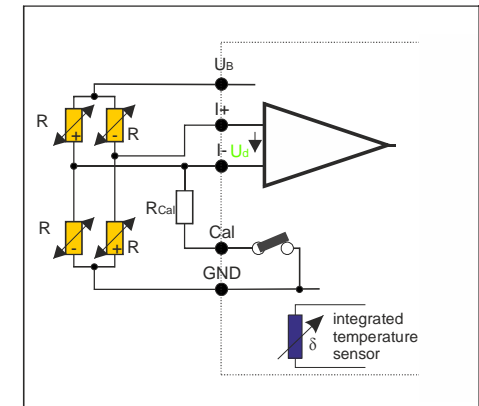 UB
I+
R
+
-
R
I-
Ud
RCal
R
-
+
R
Cal
GND
δ
integrated
temperature
sensor